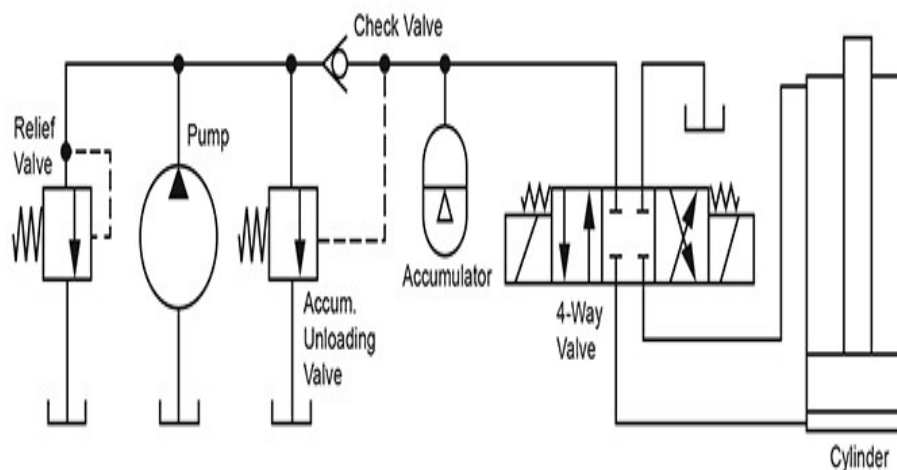 Check Valve
Relief
Valve
Pump
Accumulator
Accum.
Unloading
Valve
4-Way
Valve
Cylinder